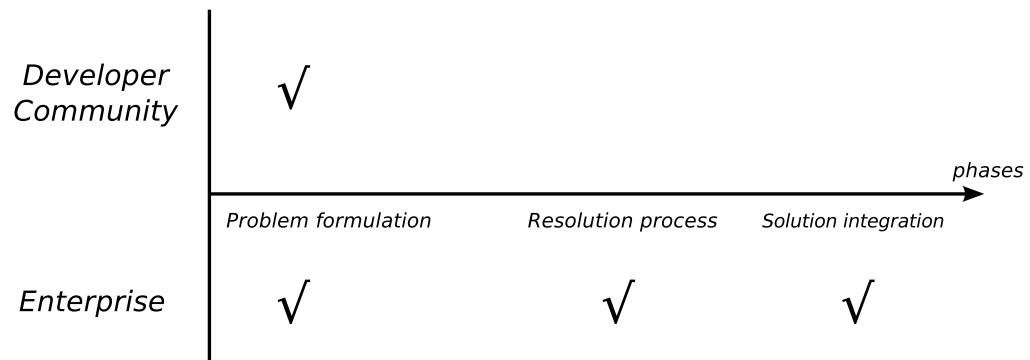 Developer
Community
√
phases
Problem formulation
Resolution process
Solution integration
Enterprise
√
√
√